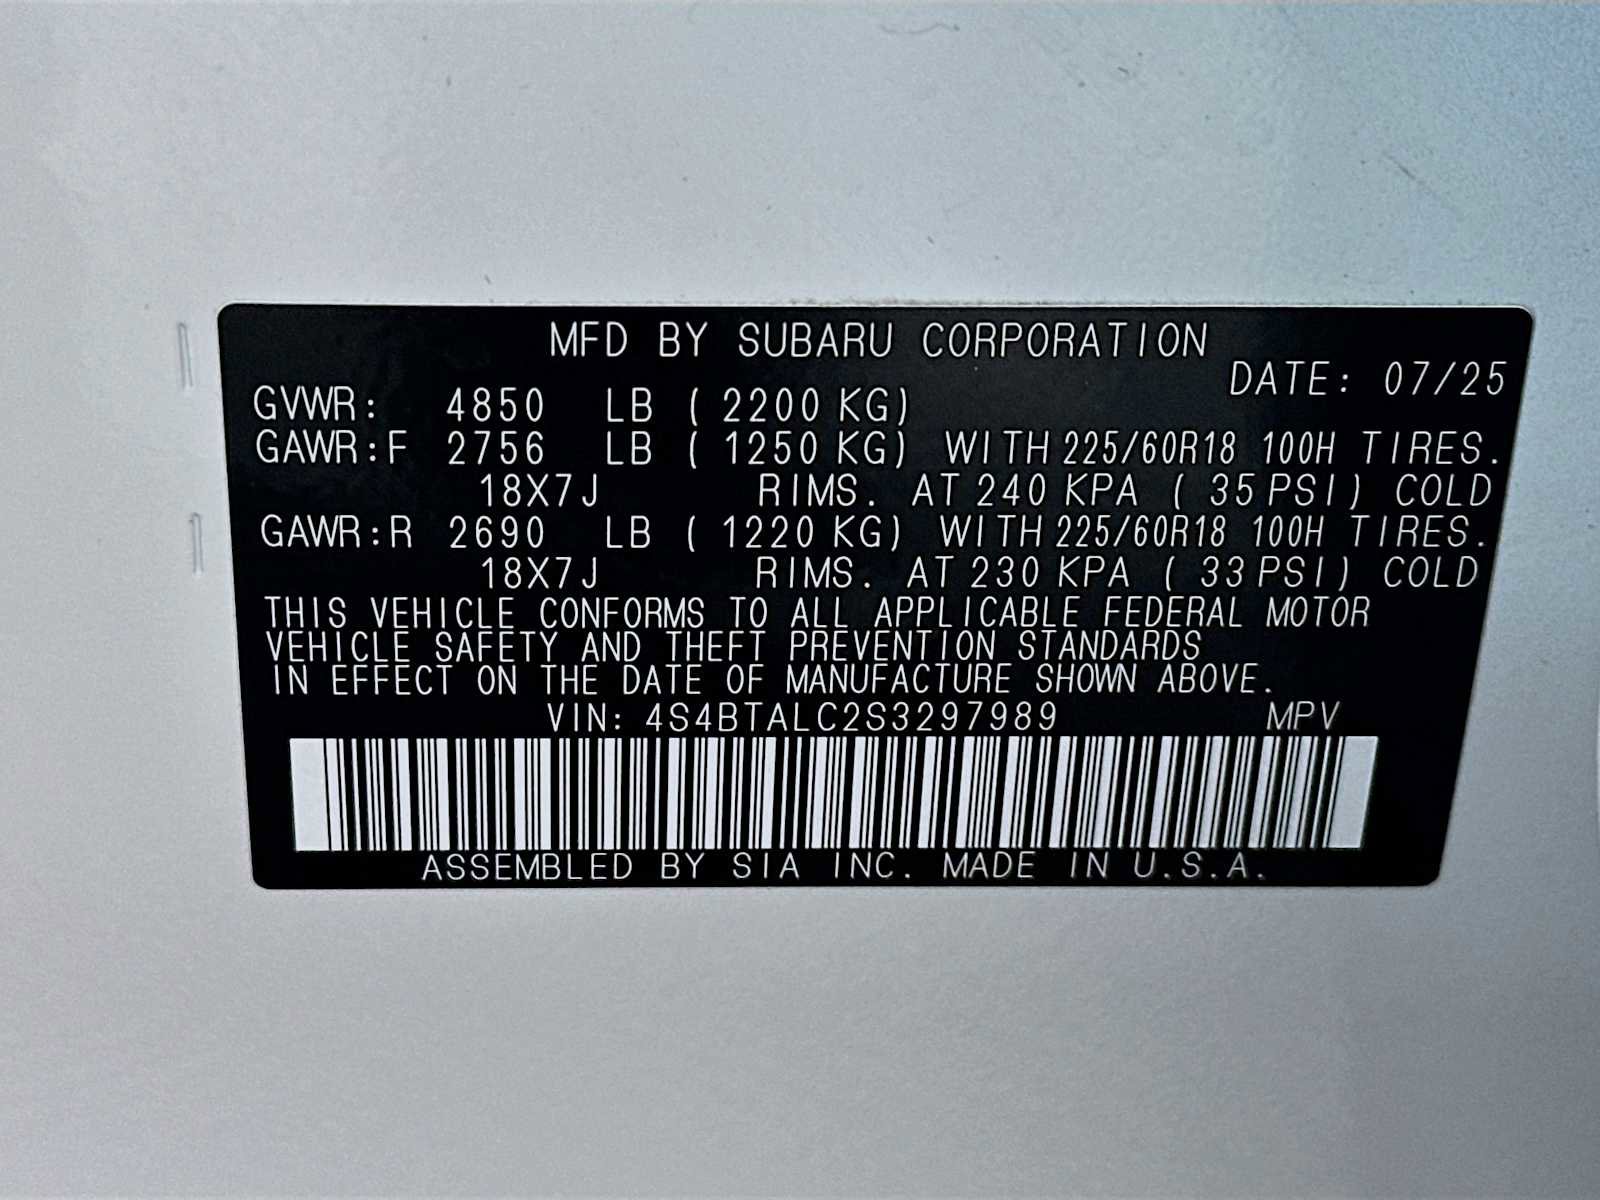 MFD BY SUBARU CORPORATION
DATE: 07/25
GVWR: 4850 LB (2200 KG)
GAWR:F 2756 LB (1250 KG) WITH 225/60R18 100H TIRES.
18X7J RIMS. AT 240 KPA (35 PSI) COLD
GAWR:R 2690 LB (1220 KG) WITH 225/60R18 100H TIRES.
18X7J RIMS. AT 230 KPA (33 PSI) COLD
THIS VEHICLE CONFORMS TO ALL APPLICABLE FEDERAL MOTOR
VEHICLE SAFETY AND THEFT PREVENTION STANDARDS
IN EFFECT ON THE DATE OF MANUFACTURE SHOWN ABOVE.
VIN: 4S4BTALC2S3297989 MPV
ASSEMBLED BY SIA INC. MADE IN U.S.A.